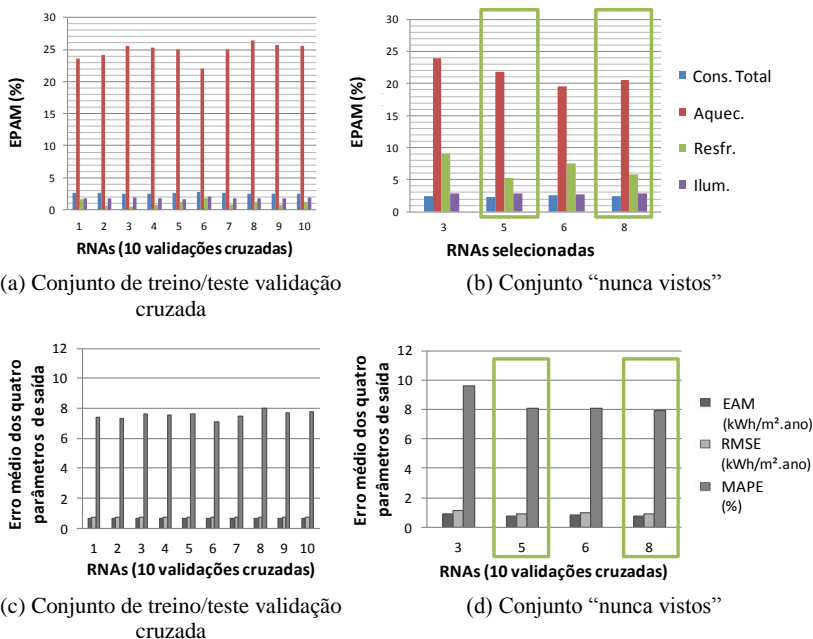 30
25
20
15
10
5
0
EPAM (%)
1 2 3 4 5 6 7 8 9 10
RNAs (10 validações cruzadas)
(a) Conjunto de treino/teste validação
cruzada
30
25
20
15
10
5
0
EPAM (%)
3 5 6 8
RNAs selecionadas
(b) Conjunto “nunca vistos”
Cons. Total
Aquec.
Resfr.
Ilum.
12
10
8
6
4
2
0
Erro médio dos quatro
parâmetros de saída
1 2 3 4 5 6 7 8 9 10
RNAs (10 validações cruzadas)
(c) Conjunto de treino/teste validação
cruzada
12
10
8
6
4
2
0
Erro médio dos quatro
parâmetros de saída
3 5 6 8
RNAs (10 validações cruzadas)
(d) Conjunto “nunca vistos”
EAM
(kWh/m².ano)
RMSE
(kWh/m².ano)
MAPE
(%)